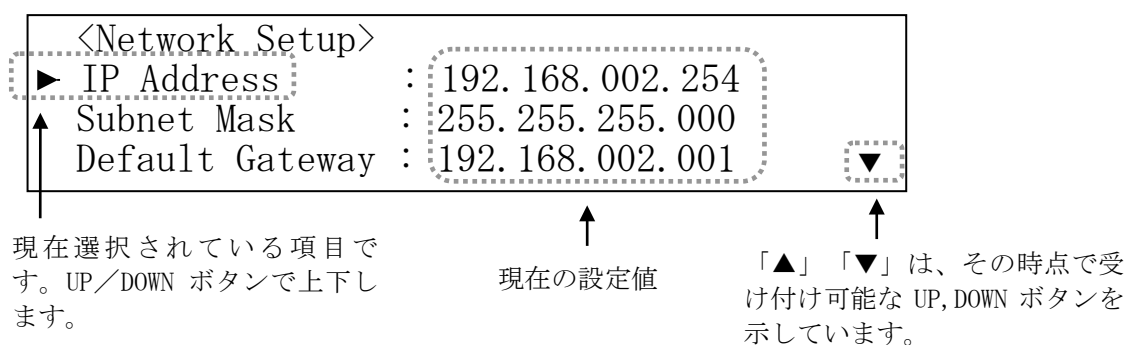 <Network Setup>
► IP Address : 192.168.002.254
Subnet Mask : 255.255.255.000
Default Gateway : 192.168.002.001 ▼
現在選択されている項目で
す。UP／DOWN ボタンで上下し
ます。
現在の設定値
「▲」「▼」は、その時点で受
け付け可能な UP,DOWN ボタンを
示しています。